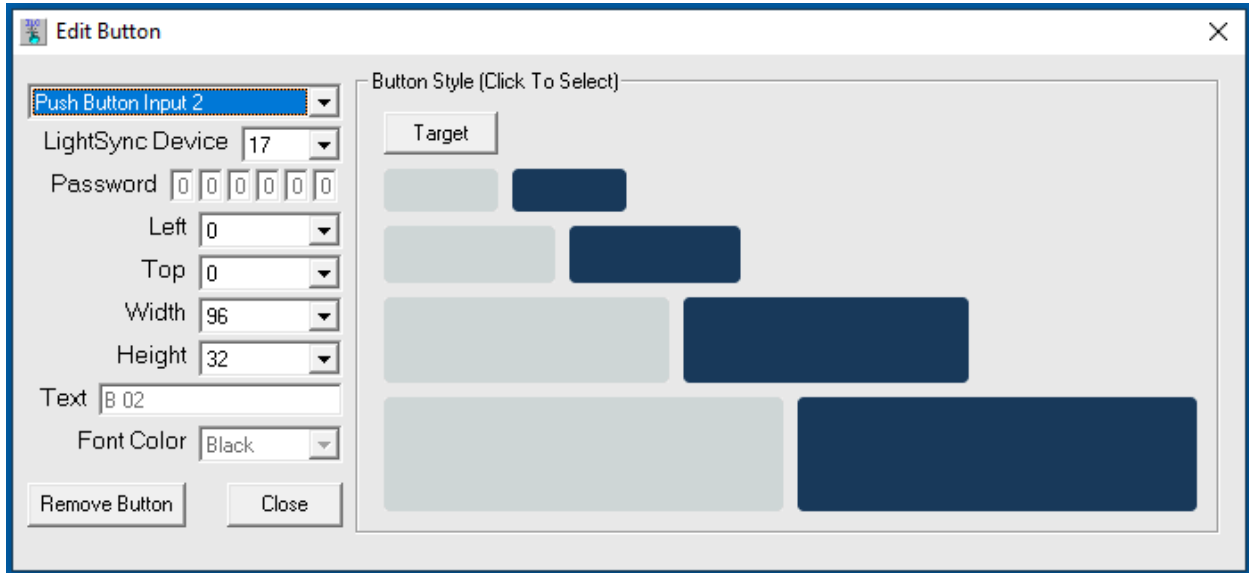 Edit Button
Push Button Input 2
LightSync Device 17
Password 0 0 0 0 0 0
Left 0
Top 0
Width 96
Height 32
Text B 02
Font Color Black
Remove Button Close
Button Style (Click To Select)
Target